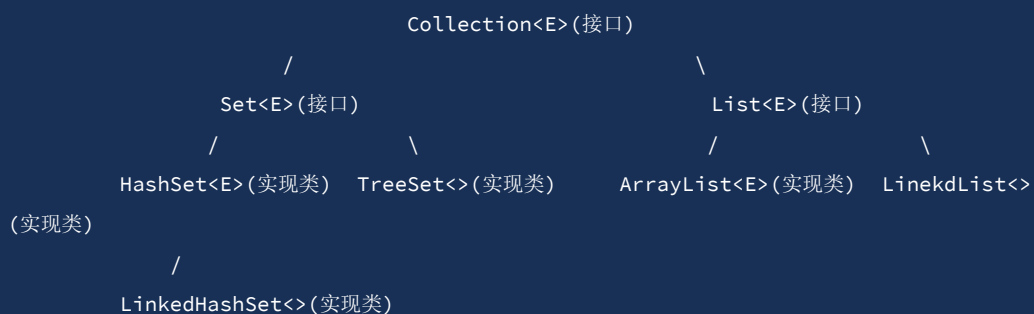 Collection<E>(接口)
/ \
Set<E>(接口) List<E>(接口)
/ \ / \
HashSet<E>(实现类) TreeSet<>(实现类) ArrayList<E>(实现类) LinekdList<>
(实现类)
/
LinkedHashSet<>(实现类)